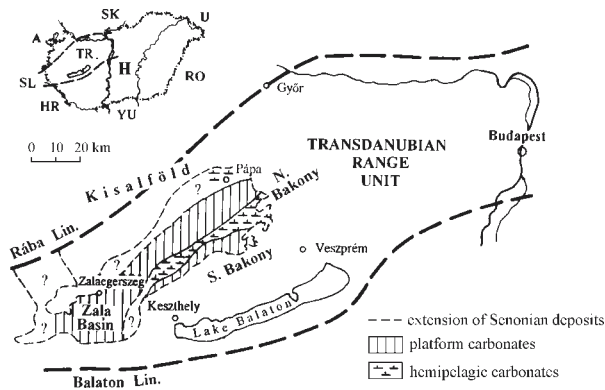 SK
U
A
TR
H
SL
RO
HR
YU
0 10 20 km
Győr
Budapest
TRANSDANUBIAN
RANGE
UNIT
Kisalföld
Pápa
N. Bakony
?
Rába Lin.
?
?
?
Veszprém
S. Bakony
Zalaegerszeg
Keszthely
Zala
Basin
?
?
Lake Balaton
Balaton Lin.
extension of Senonian deposits
platform carbonates
hemipelagic carbonates